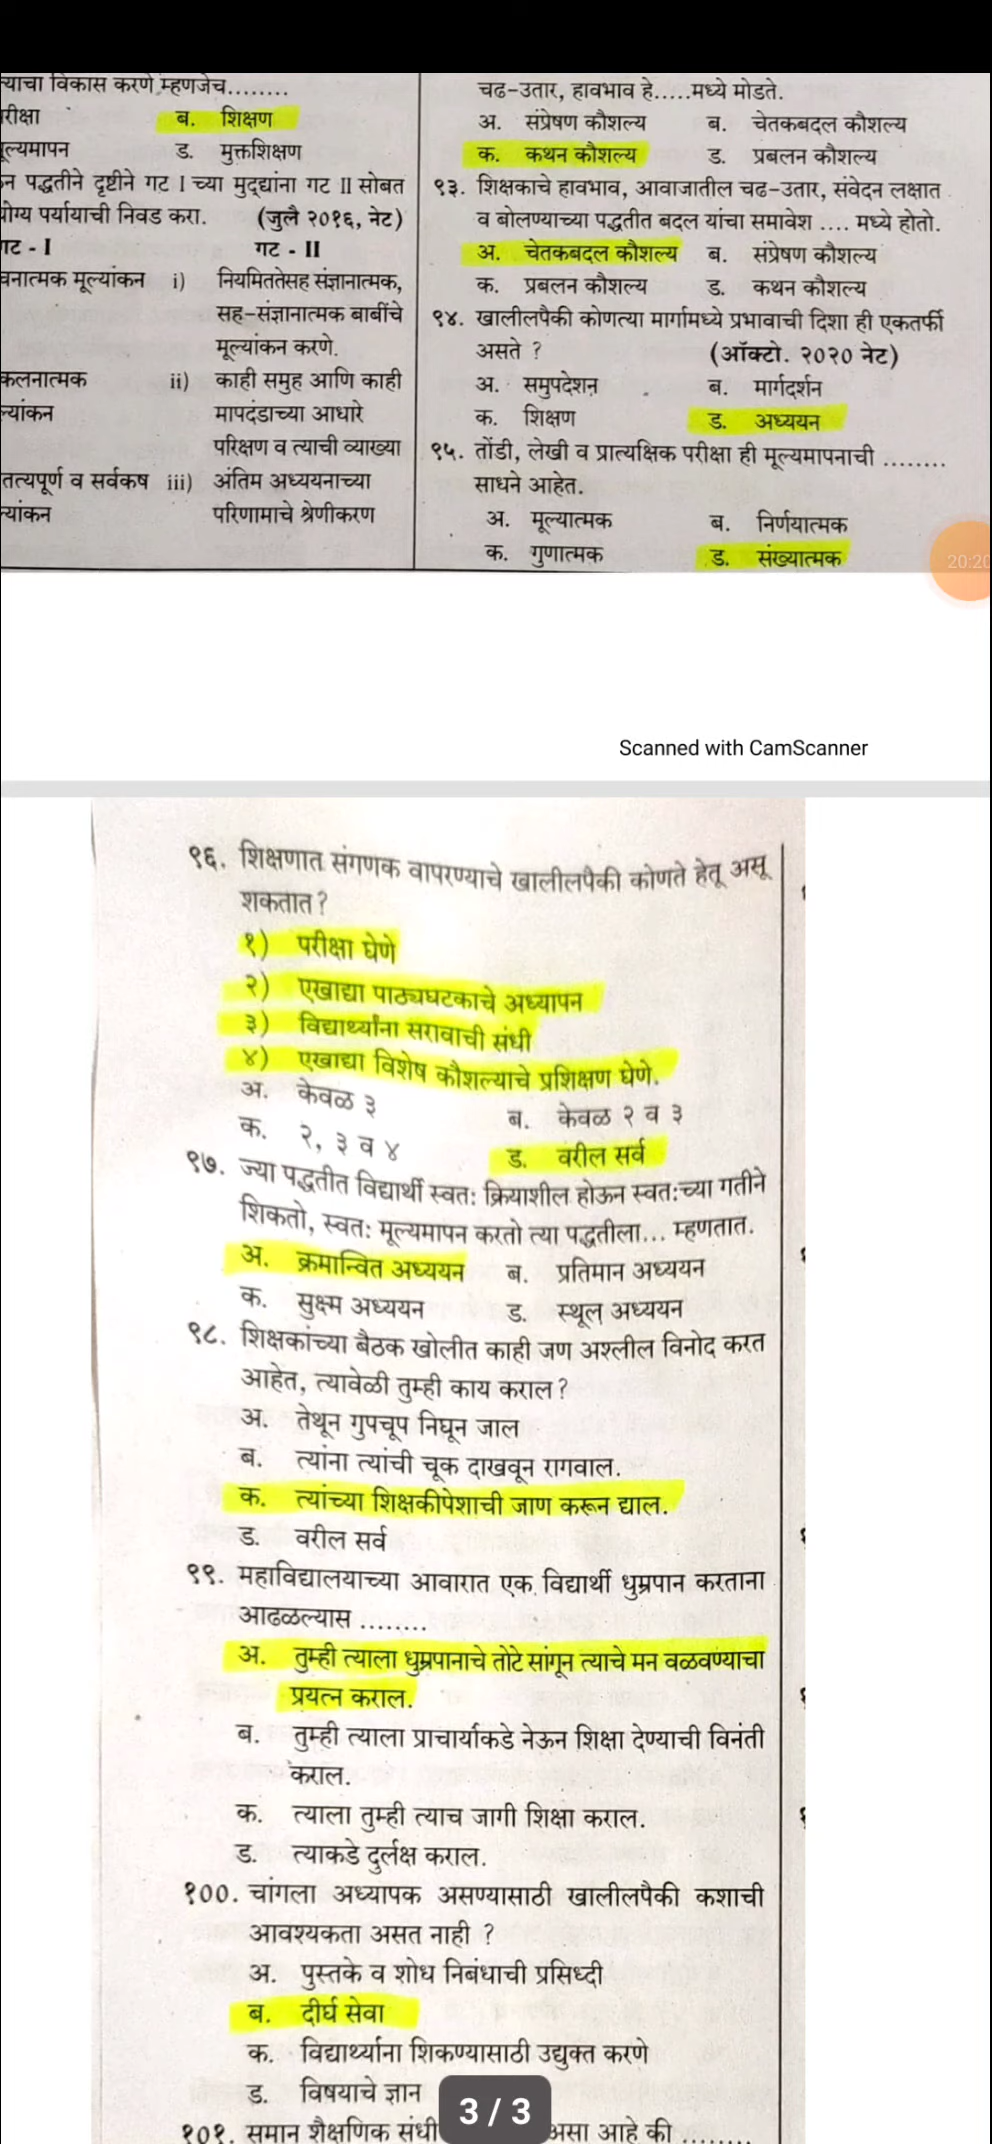 त्याचा विकास करणे म्हणजेच........
ब. शिक्षण
ड. मुक्तशिक्षण
न पद्धतीने दृष्टीने गट I च्या मुद्द्यांना गट II सोबत
योग्य पर्यायाची निवड करा. (जुलै २०१६, नेट)
गट - I गट - II
i) नियमिततेसह संज्ञानात्मक,
सह-संज्ञानात्मक बाबींचे
मूल्यांकन करणे.
ii) काही समुह आणि काही
मापदंडाच्या आधारे
परिक्षण व त्याची व्याख्या
तत्यपूर्ण व सर्वकष iii) अंतिम अध्ययनाच्या
परिणामाचे श्रेणीकरण
चढ-उतार, हावभाव हे.....मध्ये मोडते.
अ. संप्रेषण कौशल्य ब. चेतकबदल कौशल्य
क. कथन कौशल्य ड. प्रबलन कौशल्य
९३. शिक्षकाचे हावभाव, आवाजातील चढ-उतार, संवेदन लक्षात
व बोलण्याच्या पद्धतीत बदल यांचा समावेश .... मध्ये होतो.
अ. चेतकबदल कौशल्य ब. संप्रेषण कौशल्य
क. प्रबलन कौशल्य ड. कथन कौशल्य
९४. खालीलपैकी कोणत्या मार्गामध्ये प्रभावाची दिशा ही एकतर्फी
असते ? (ऑक्टो. २०२० नेट)
अ. समुपदेशन ब. मार्गदर्शन
क. शिक्षण ड. अध्ययन
९५. तोंडी, लेखी व प्रात्यक्षिक परीक्षा ही मूल्यमापनाची ........
साधने आहेत.
अ. मूल्यात्मक ब. निर्णयात्मक
क. गुणात्मक ड. संख्यात्मक
20:20
Scanned with CamScanner
९६. शिक्षणात संगणक वापरण्याचे खालीलपैकी कोणते हेतू असू
शकतात?
१) परीक्षा घेणे
२) एखाद्या पाठ्यघटकाचे अध्यापन
३) विद्यार्थ्यांना सरावाची संधी
४) एखाद्या विशेष कौशल्याचे प्रशिक्षण घेणे.
अ. केवळ ३ ब. केवळ २ व ३
क. २, ३ व ४ ड. वरील सर्व
९७. ज्या पद्धतीत विद्यार्थी स्वतः क्रियाशील होऊन स्वतःच्या गतीने
शिकतो, स्वतः मूल्यमापन करतो त्या पद्धतीला... म्हणतात.
अ. क्रमान्वित अध्ययन ब. प्रतिमान अध्ययन
क. सुक्ष्म अध्ययन ड. स्थूल अध्ययन
९८. शिक्षकांच्या बैठक खोलीत काही जण अश्लील विनोद करत
आहेत, त्यावेळी तुम्ही काय कराल?
अ. तेथून गुपचूप निघून जाल
ब. त्यांना त्यांची चूक दाखवून रागवाल.
क. त्यांच्या शिक्षकीपेशाची जाण करून द्याल.
ड. वरील सर्व
९९. महाविद्यालयाच्या आवारात एक विद्यार्थी धुम्रपान करताना
आढळल्यास ........
अ. तुम्ही त्याला धुम्रपानाचे तोटे सांगून त्याचे मन वळवण्याचा
प्रयत्न कराल.
ब. तुम्ही त्याला प्राचार्याकडे नेऊन शिक्षा देण्याची विनंती
कराल.
क. त्याला तुम्ही त्याच जागी शिक्षा कराल.
ड. त्याकडे दुर्लक्ष कराल.
१००. चांगला अध्यापक असण्यासाठी खालीलपैकी कशाची
आवश्यकता असत नाही ?
अ. पुस्तके व शोध निबंधाची प्रसिध्दी
ब. दीर्घ सेवा
क. विद्यार्थ्यांना शिकण्यासाठी उद्युक्त करणे
ड. विषयाचे ज्ञान
3 / 3
१०१. समान शैक्षणिक संधी असा आहे की ........